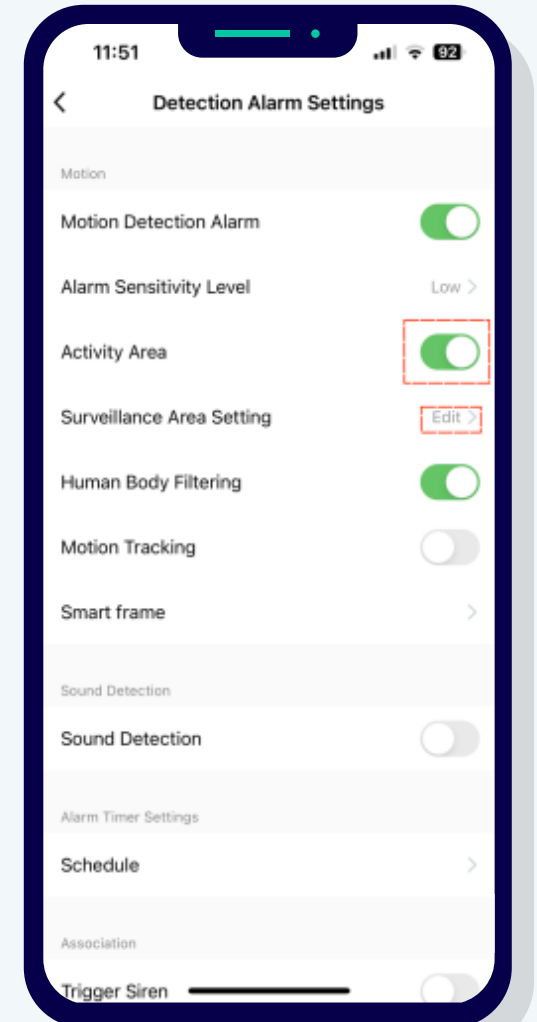 11:51
92
Detection Alarm Settings
Motion
Motion Detection Alarm
Alarm Sensitivity Level Low
Activity Area
Surveillance Area Setting Edit
Human Body Filtering
Motion Tracking
Smart frame
Sound Detection
Sound Detection
Alarm Timer Settings
Schedule
Association
Trigger Siren